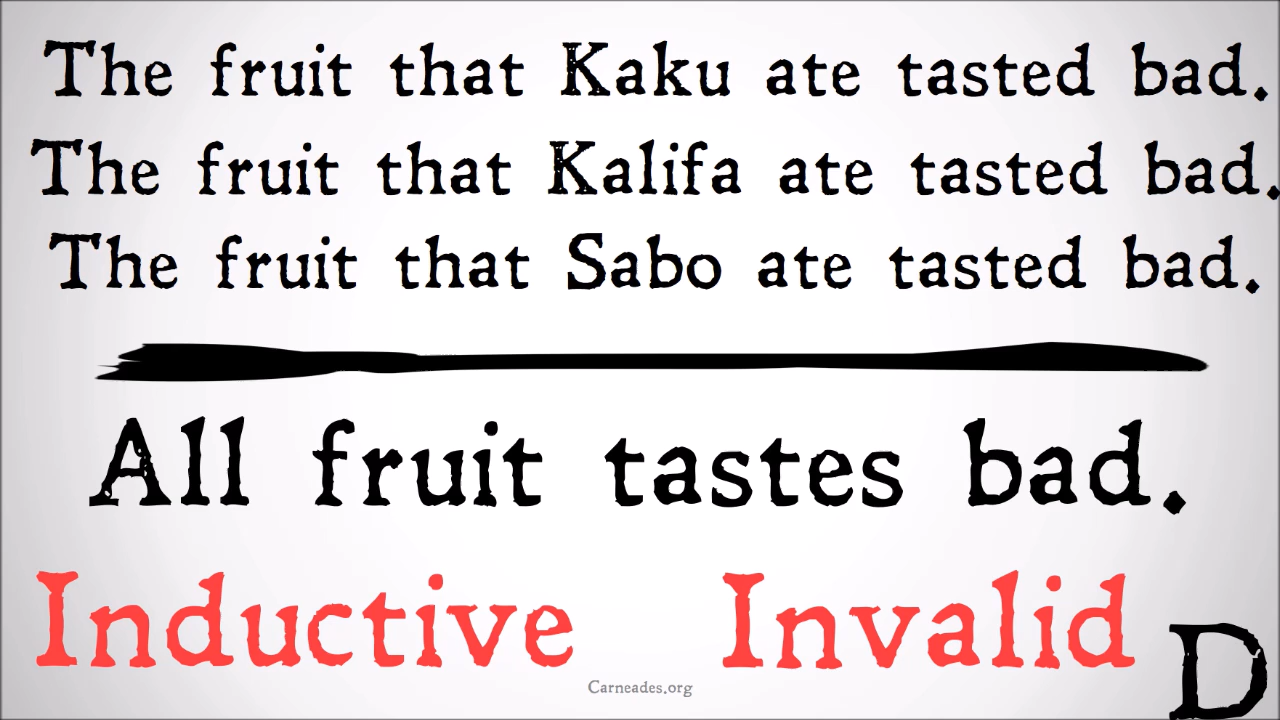 The fruit that Kaku ate tasted bad.
The fruit that Kalifa ate tasted bad.
The fruit that Sabo ate tasted bad.
All fruit tastes bad.
Inductive Invalid D
Carneades.org